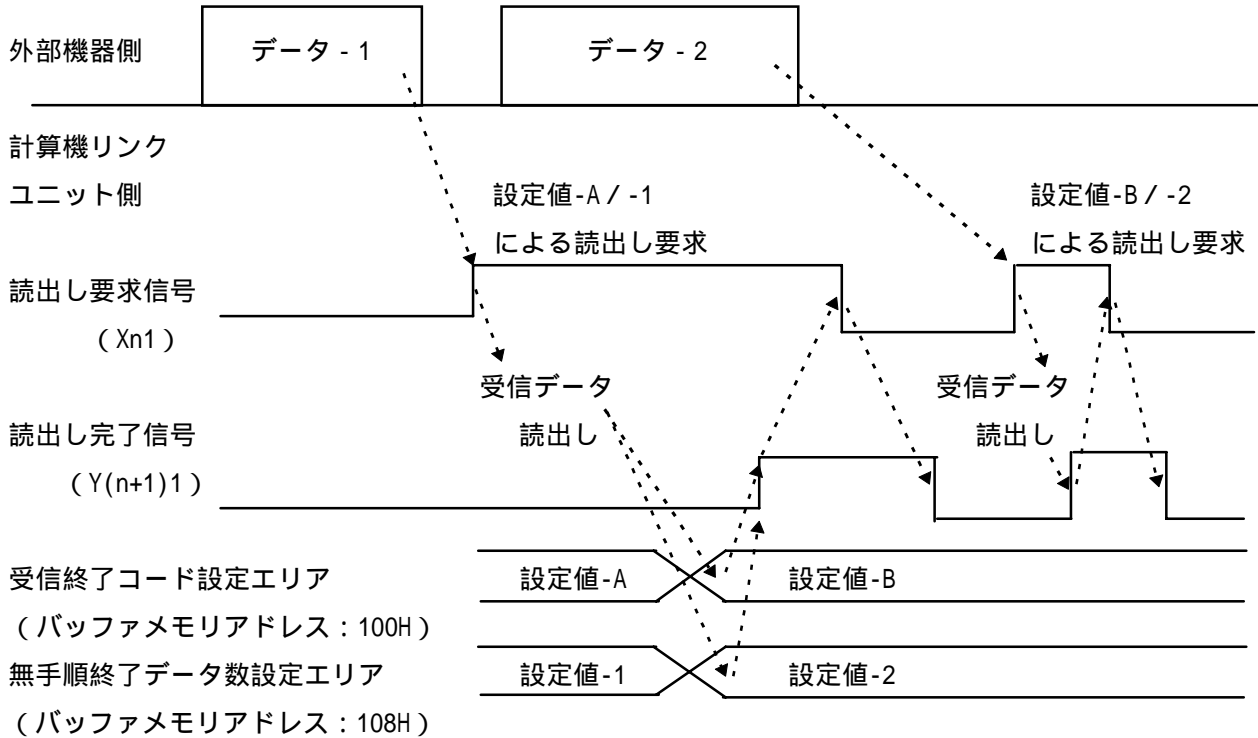 外部機器側
データ - 1
データ - 2
計算機リンク
ユニット側
設定値-A / -1
による読出し要求
設定値-B / -2
による読出し要求
読出し要求信号
( Xn1 )
受信データ
読出し
受信データ
読出し
読出し完了信号
( Y(n+1)1 )
受信終了コード設定エリア
( バッファメモリアドレス : 100H )
設定値-A
設定値-B
無手順終了データ数設定エリア
( バッファメモリアドレス : 108H )
設定値-1
設定値-2